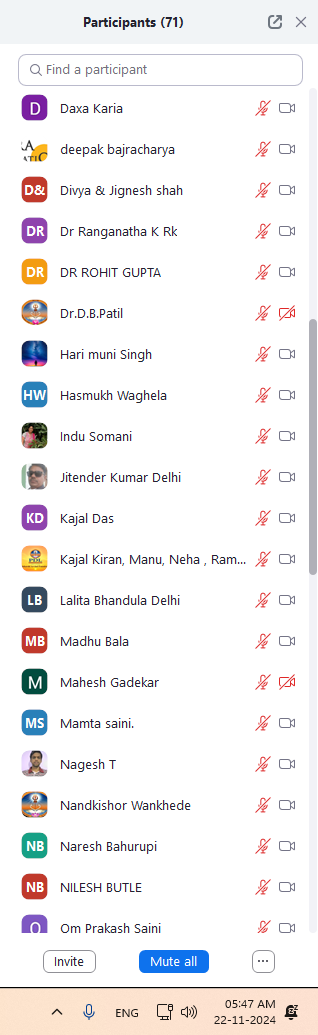 Participants (71)
Find a participant
D Daxa Karia
deepak bajracharya
D& Divya & Jignesh shah
DR Dr Ranganatha K Rk
DR DR ROHIT GUPTA
Dr.D.B.Patil
Hari muni Singh
HW Hasmukh Waghela
Indu Somani
Jitender Kumar Delhi
KD Kajal Das
Kajal Kiran, Manu, Neha , Ram...
LB Lalita Bhandula Delhi
MB Madhu Bala
M Mahesh Gadekar
MS Mamta saini.
Nagesh T
Nandkishor Wankhede
NB Naresh Bahurupi
NB NILESH BUTLE
O Om Prakash Saini
Invite Mute all ...
ENG 05:47 AM
22-11-2024